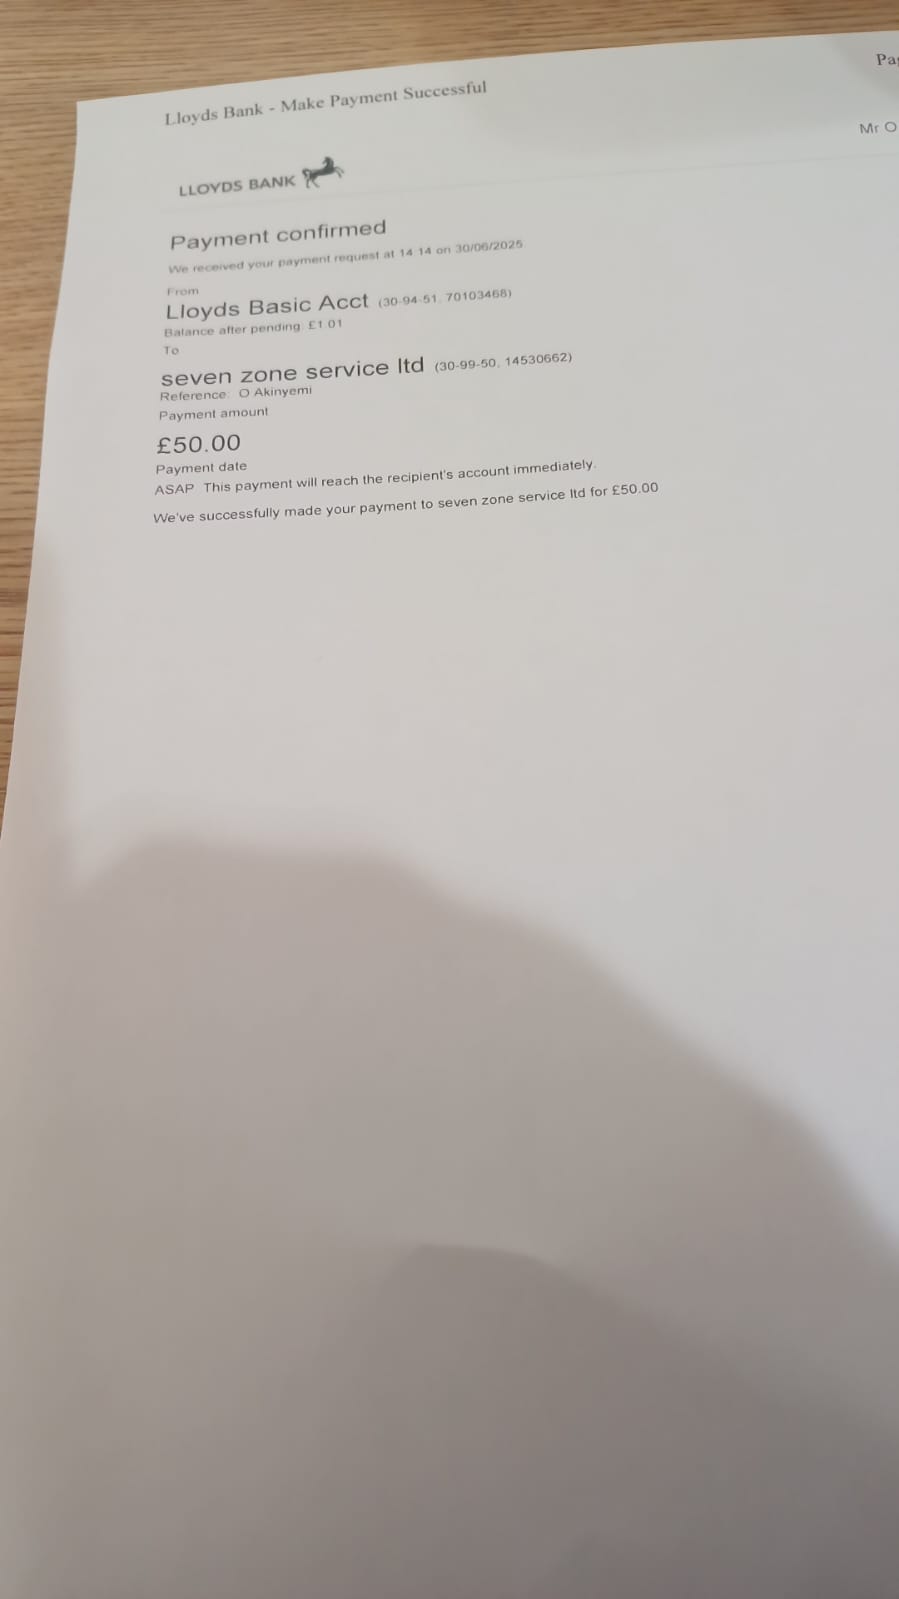 Lloyds Bank - Make Payment Successful
Mr O
LLOYDS BANK
Payment confirmed
We received your payment request at 14:14 on 30/06/2025
From
Lloyds Basic Acct (30-94-51, 70103468)
Balance after pending: £1.01
To
seven zone service ltd (30-99-50, 14530662)
Reference: O Akinyemi
Payment amount
£50.00
Payment date
ASAP This payment will reach the recipient's account immediately.
We've successfully made your payment to seven zone service ltd for £50.00